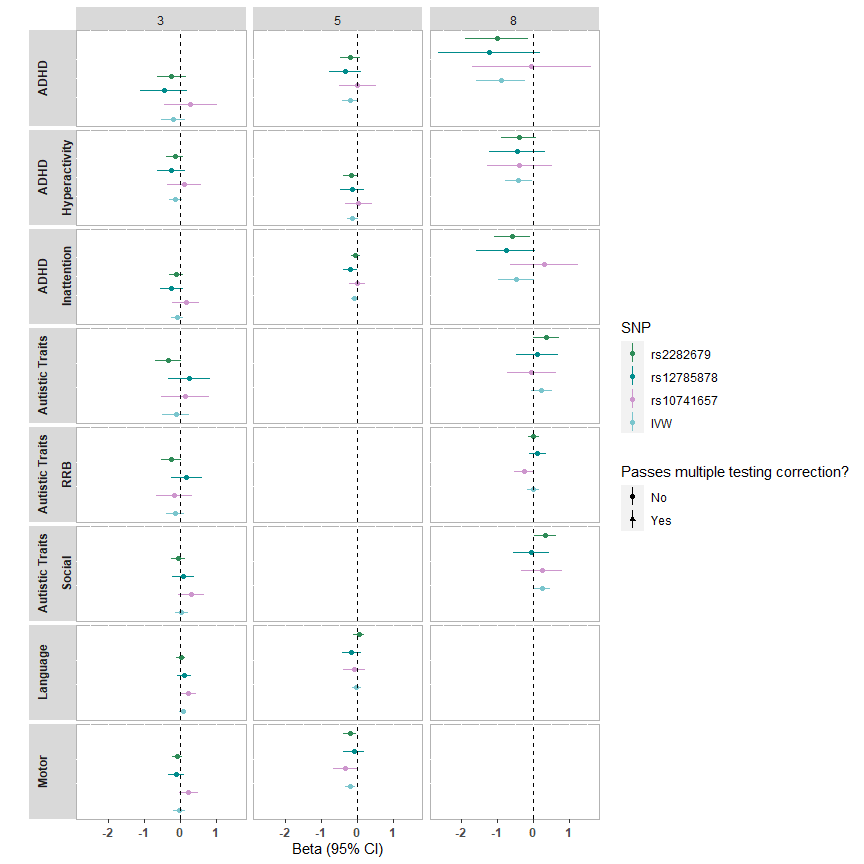 3 5 8
ADHD
ADHD
Hyperactivity
ADHD
Inattention
Autistic Traits
Autistic Traits
RRB
Autistic Traits
Social
Language
Motor
-2 -1 0 1 -2 -1 0 1 -2 -1 0 1
Beta (95% CI)
SNP
rs2282679
rs12785878
rs10741657
IVW
Passes multiple testing correction?
No
Yes